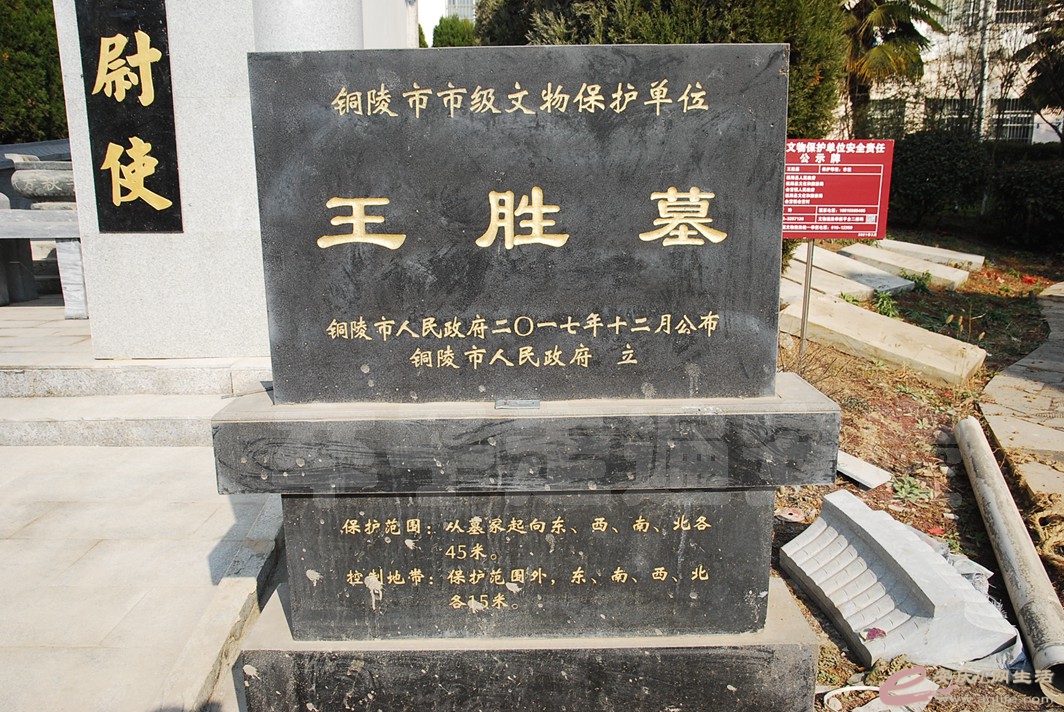 尉
使
铜陵市市级文物保护单位
王胜墓
铜陵市人民政府二〇一七年十二月公布
铜陵市人民政府 立
保护范围：从墓冢起向东、西、南、北各
45米。
控制地带：保护范围外，东、南、西、北
各15米。
文物保护单位安全责任
公示牌